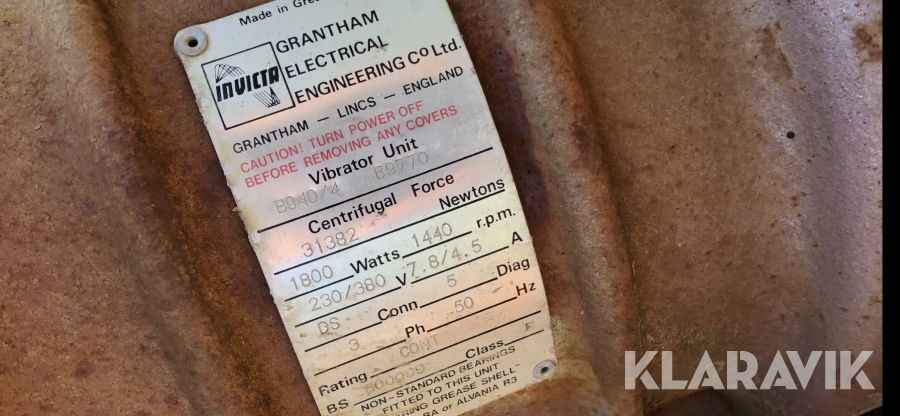 Made in Grea
INVICTA
GRANTHAM
ELECTRICAL
ENGINEERING Co Ltd.
GRANTHAM — LINCS — ENGLAND
CAUTION! TURN POWER OFF
BEFORE REMOVING ANY COVERS
Vibrator Unit
B940/4 89770
Centrifugal Force
31382 Newtons
1800 Watts 1440 r.p.m.
230/380 V 7.8/4.5 A
DS Conn 5 Diag
3 Ph 50 Hz
Rating CONT Class F
BS
NON-STANDARD BEARINGS
FITTED TO THIS UNIT
GREASE SHELL
or ALVANIA R3
KLARAVIK